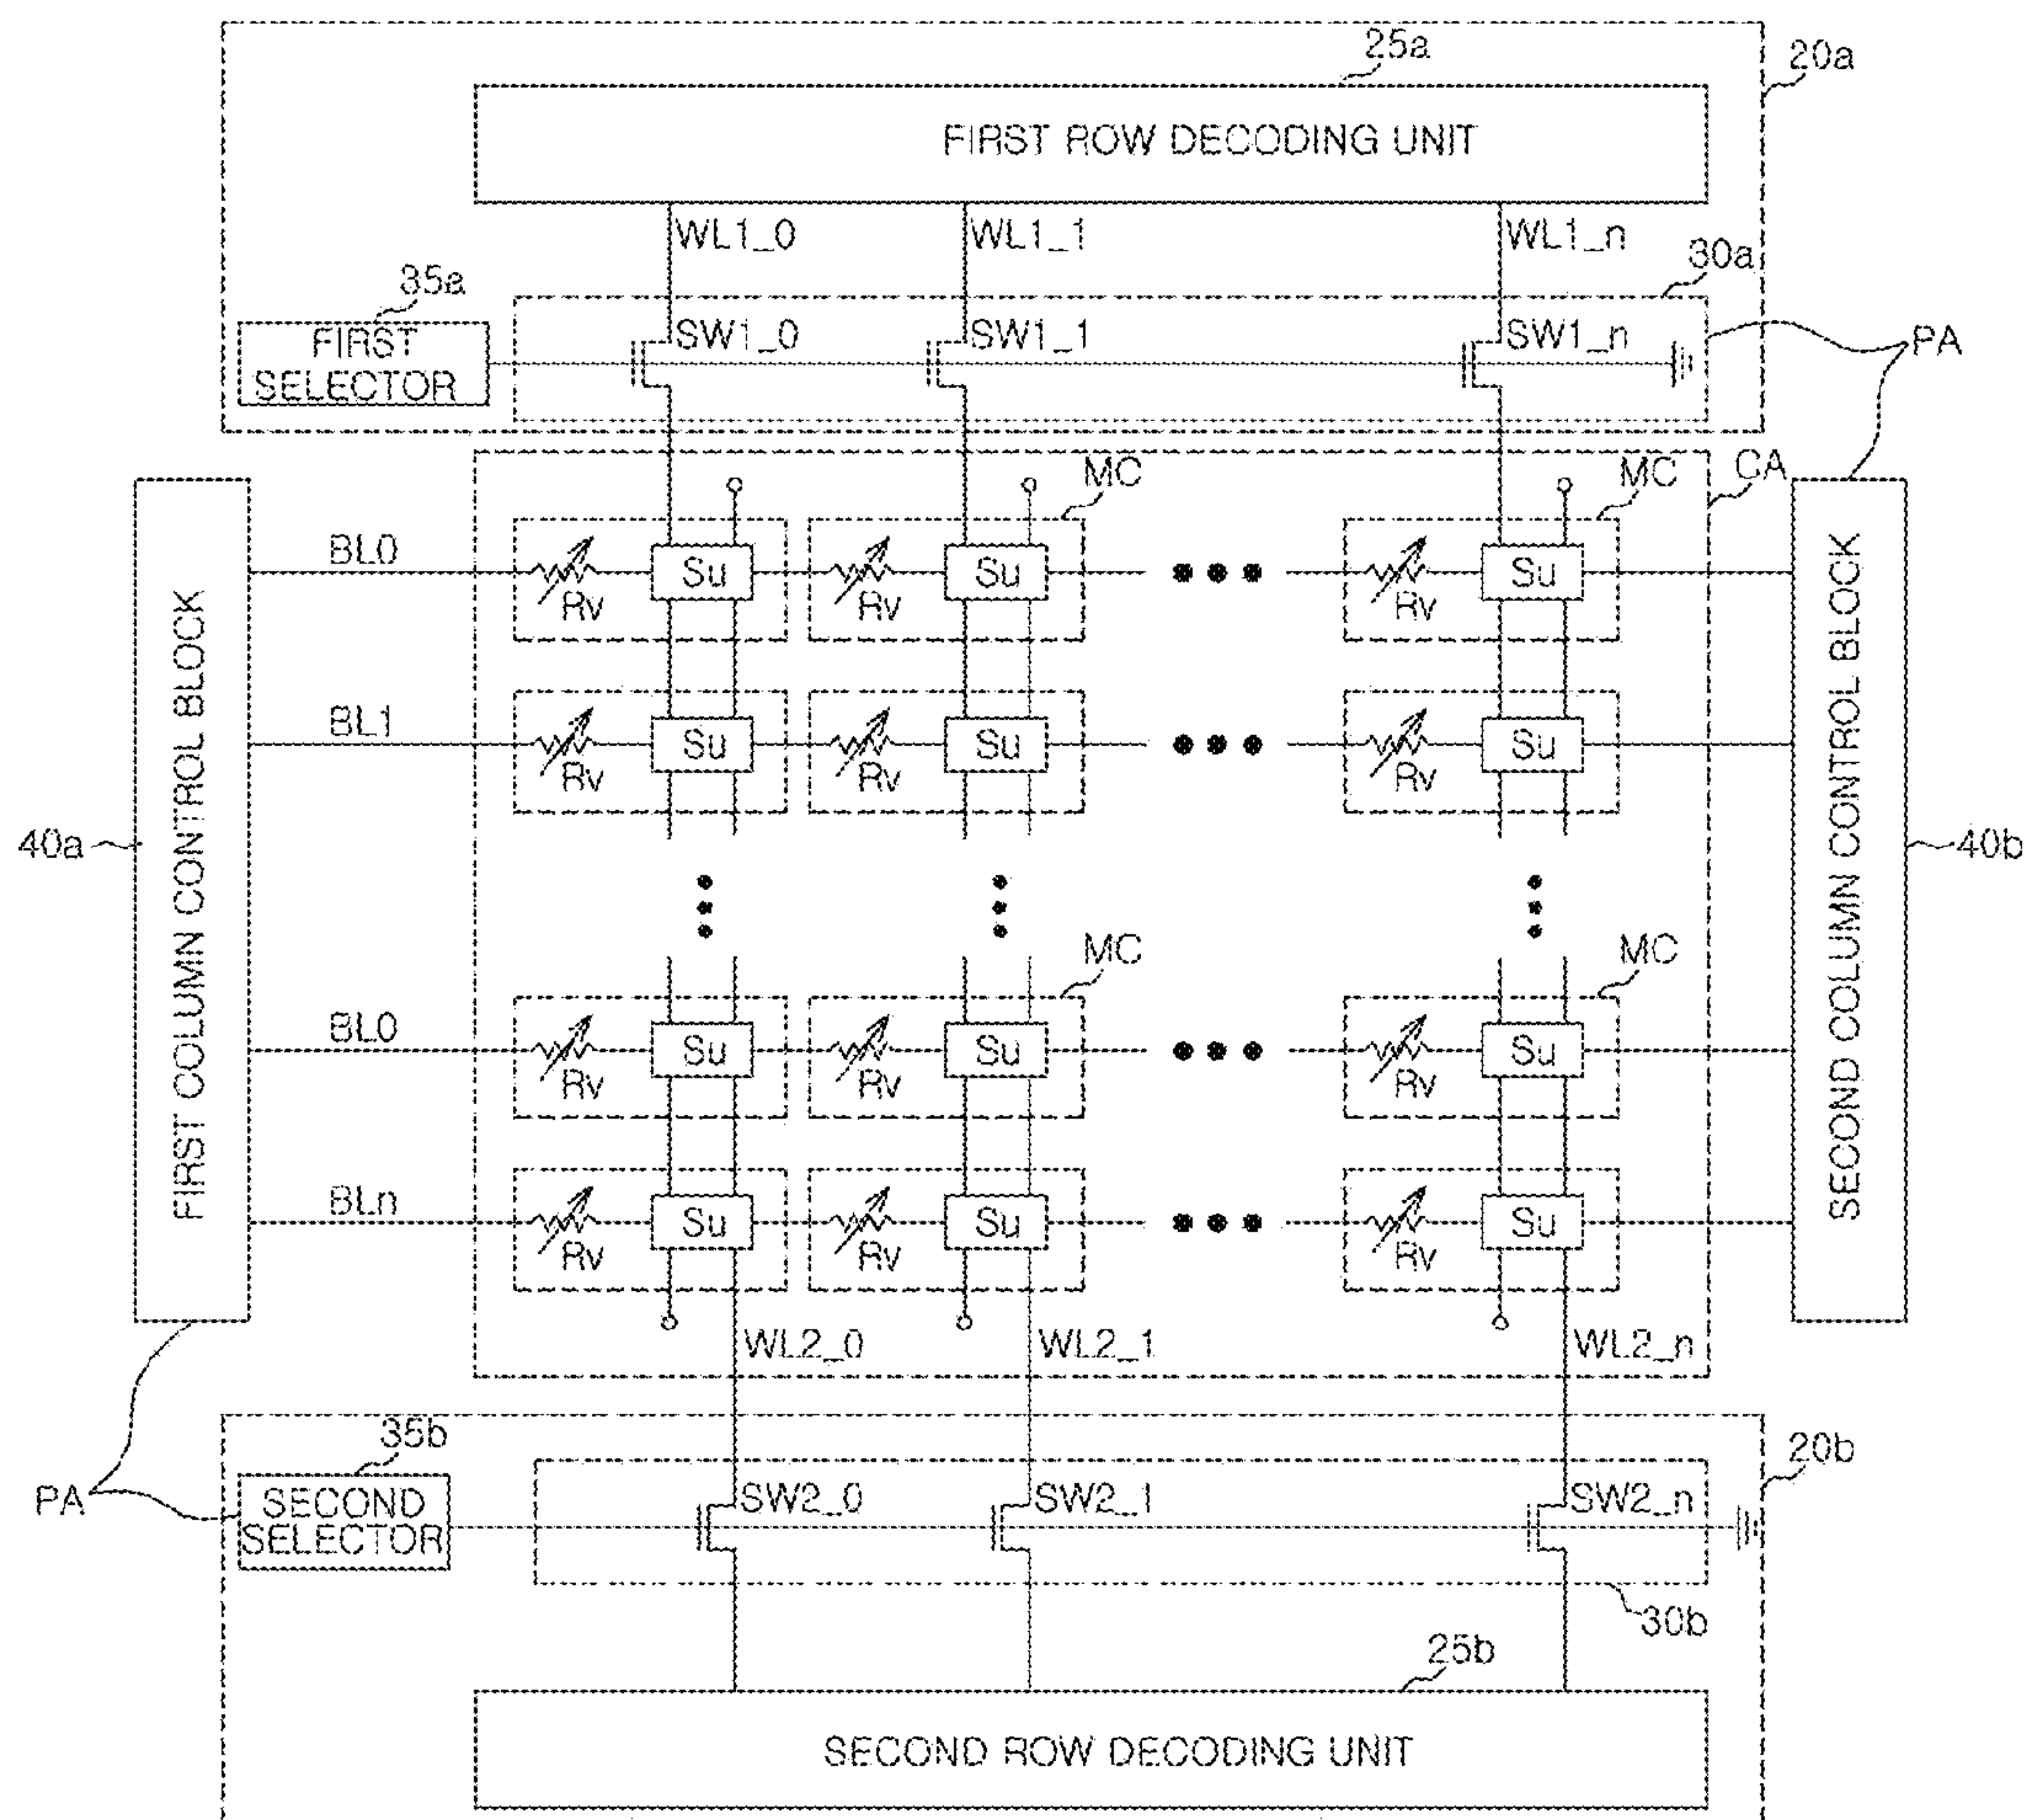 25a
20a
FIRST ROW DECODING UNIT
WL1_0 WL1_1 WL1_n
30a
35a
FIRST
SELECTOR
SW1_0 SW1_1 SW1_n
PA
MC MC CA
BL0 Su Su Su
Rv Rv Rv
BL1 Su Su Su
Rv Rv Rv
FIRST COLUMN CONTROL BLOCK
SECOND COLUMN CONTROL BLOCK
40a 40b
MC MC
BL0 Su Su Su
Rv Rv Rv
BLn Su Su Su
Rv Rv Rv
WL2_0 WL2_1 WL2_n
35b
20b
PA
SECOND
SELECTOR
SW2_0 SW2_1 SW2_n
30b
25b
SECOND ROW DECODING UNIT